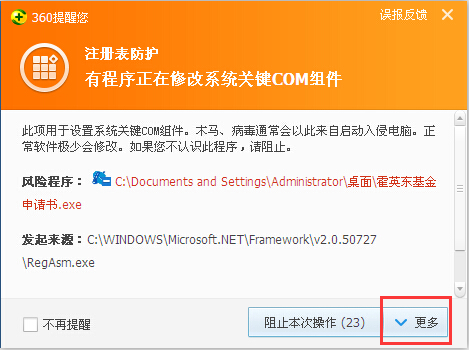 360提醒您
误报反馈
注册表防护
有程序正在修改系统关键COM组件
此项用于设置系统关键COM组件。木马、病毒通常会以此来自启动入侵电脑。正
常软件极少会修改。如果您不认识此程序，请阻止。
风险程序： C:\Documents and Settings\Administrator\桌面\霍英东基金
申请书.exe
发起来源：C:\WINDOWS\Microsoft.NET\Framework\v2.0.50727
\RegAsm.exe
不再提醒
阻止本次操作 (23)
更多